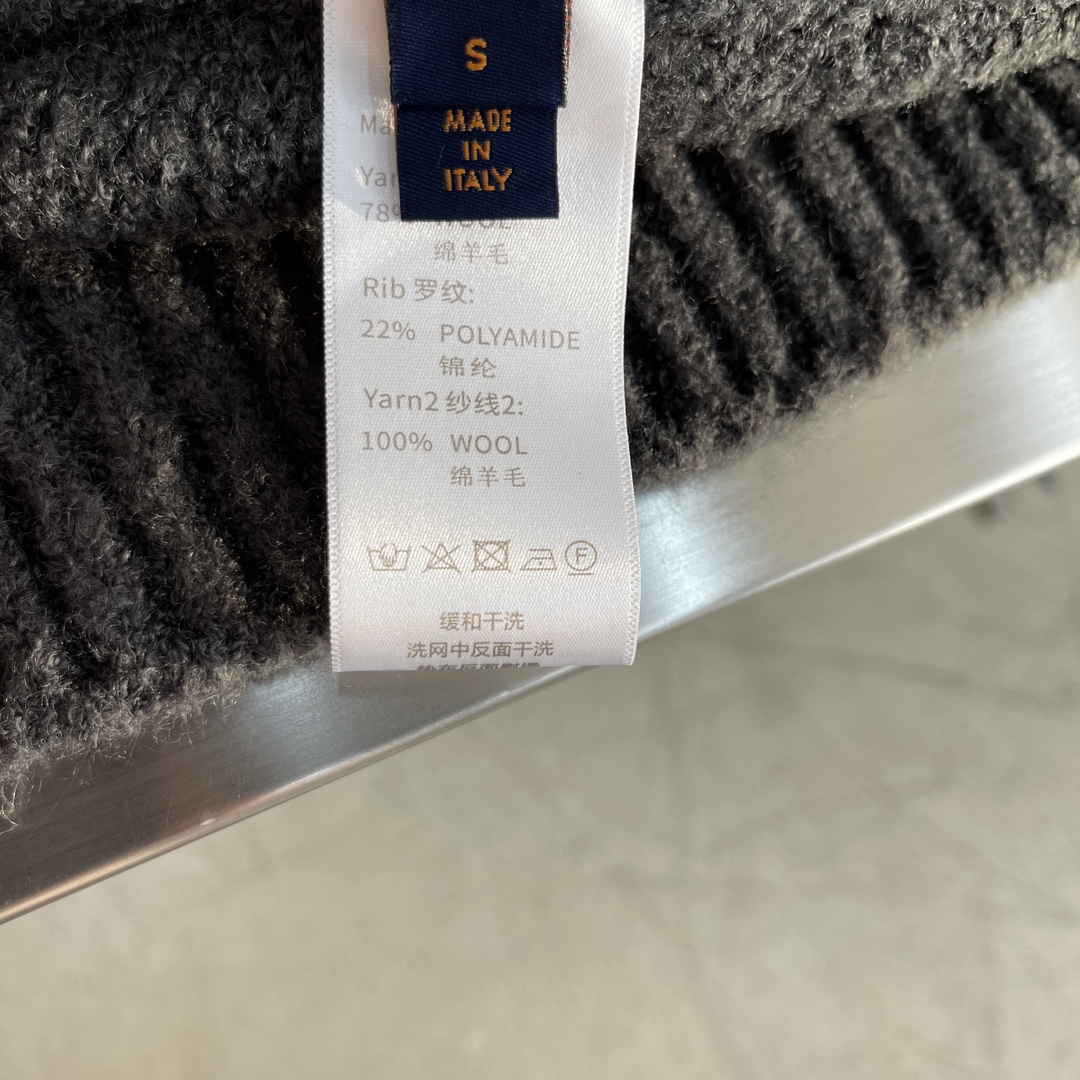 S
MADE
IN
ITALY
WOOL
绵羊毛
Rib 罗纹:
22% POLYAMIDE
锦纶
Yarn2 纱线2:
100% WOOL
绵羊毛
F
缓和干洗
洗网中反面干洗